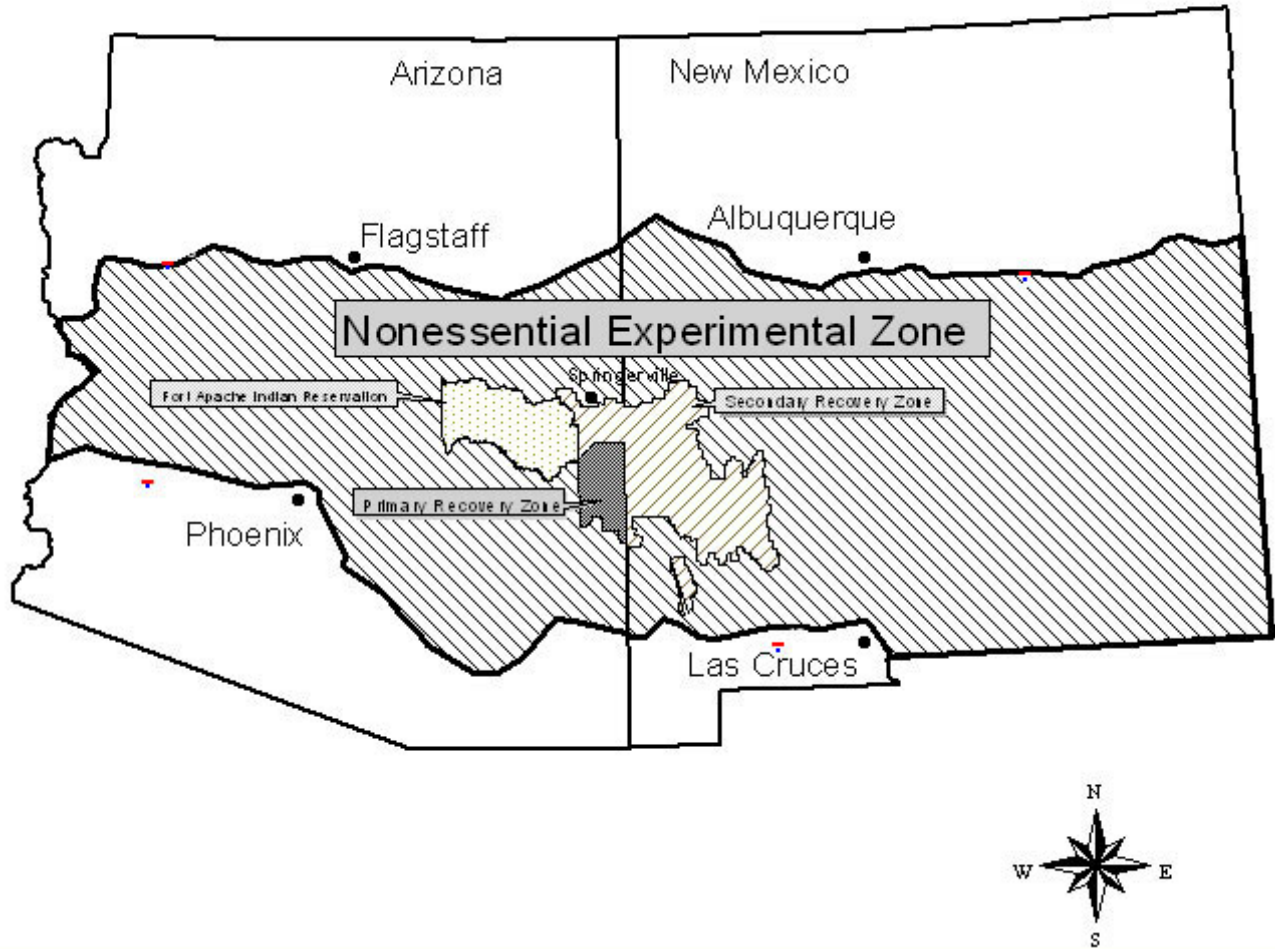 Arizona
New Mexico
Flagstaff
Albuquerque
Nonessential Experimental Zone
Springerville
Fort Apache Indian Reservation
Secondary Recovery Zone
Primary Recovery Zone
Phoenix
Las Cruces
N
W
E
S